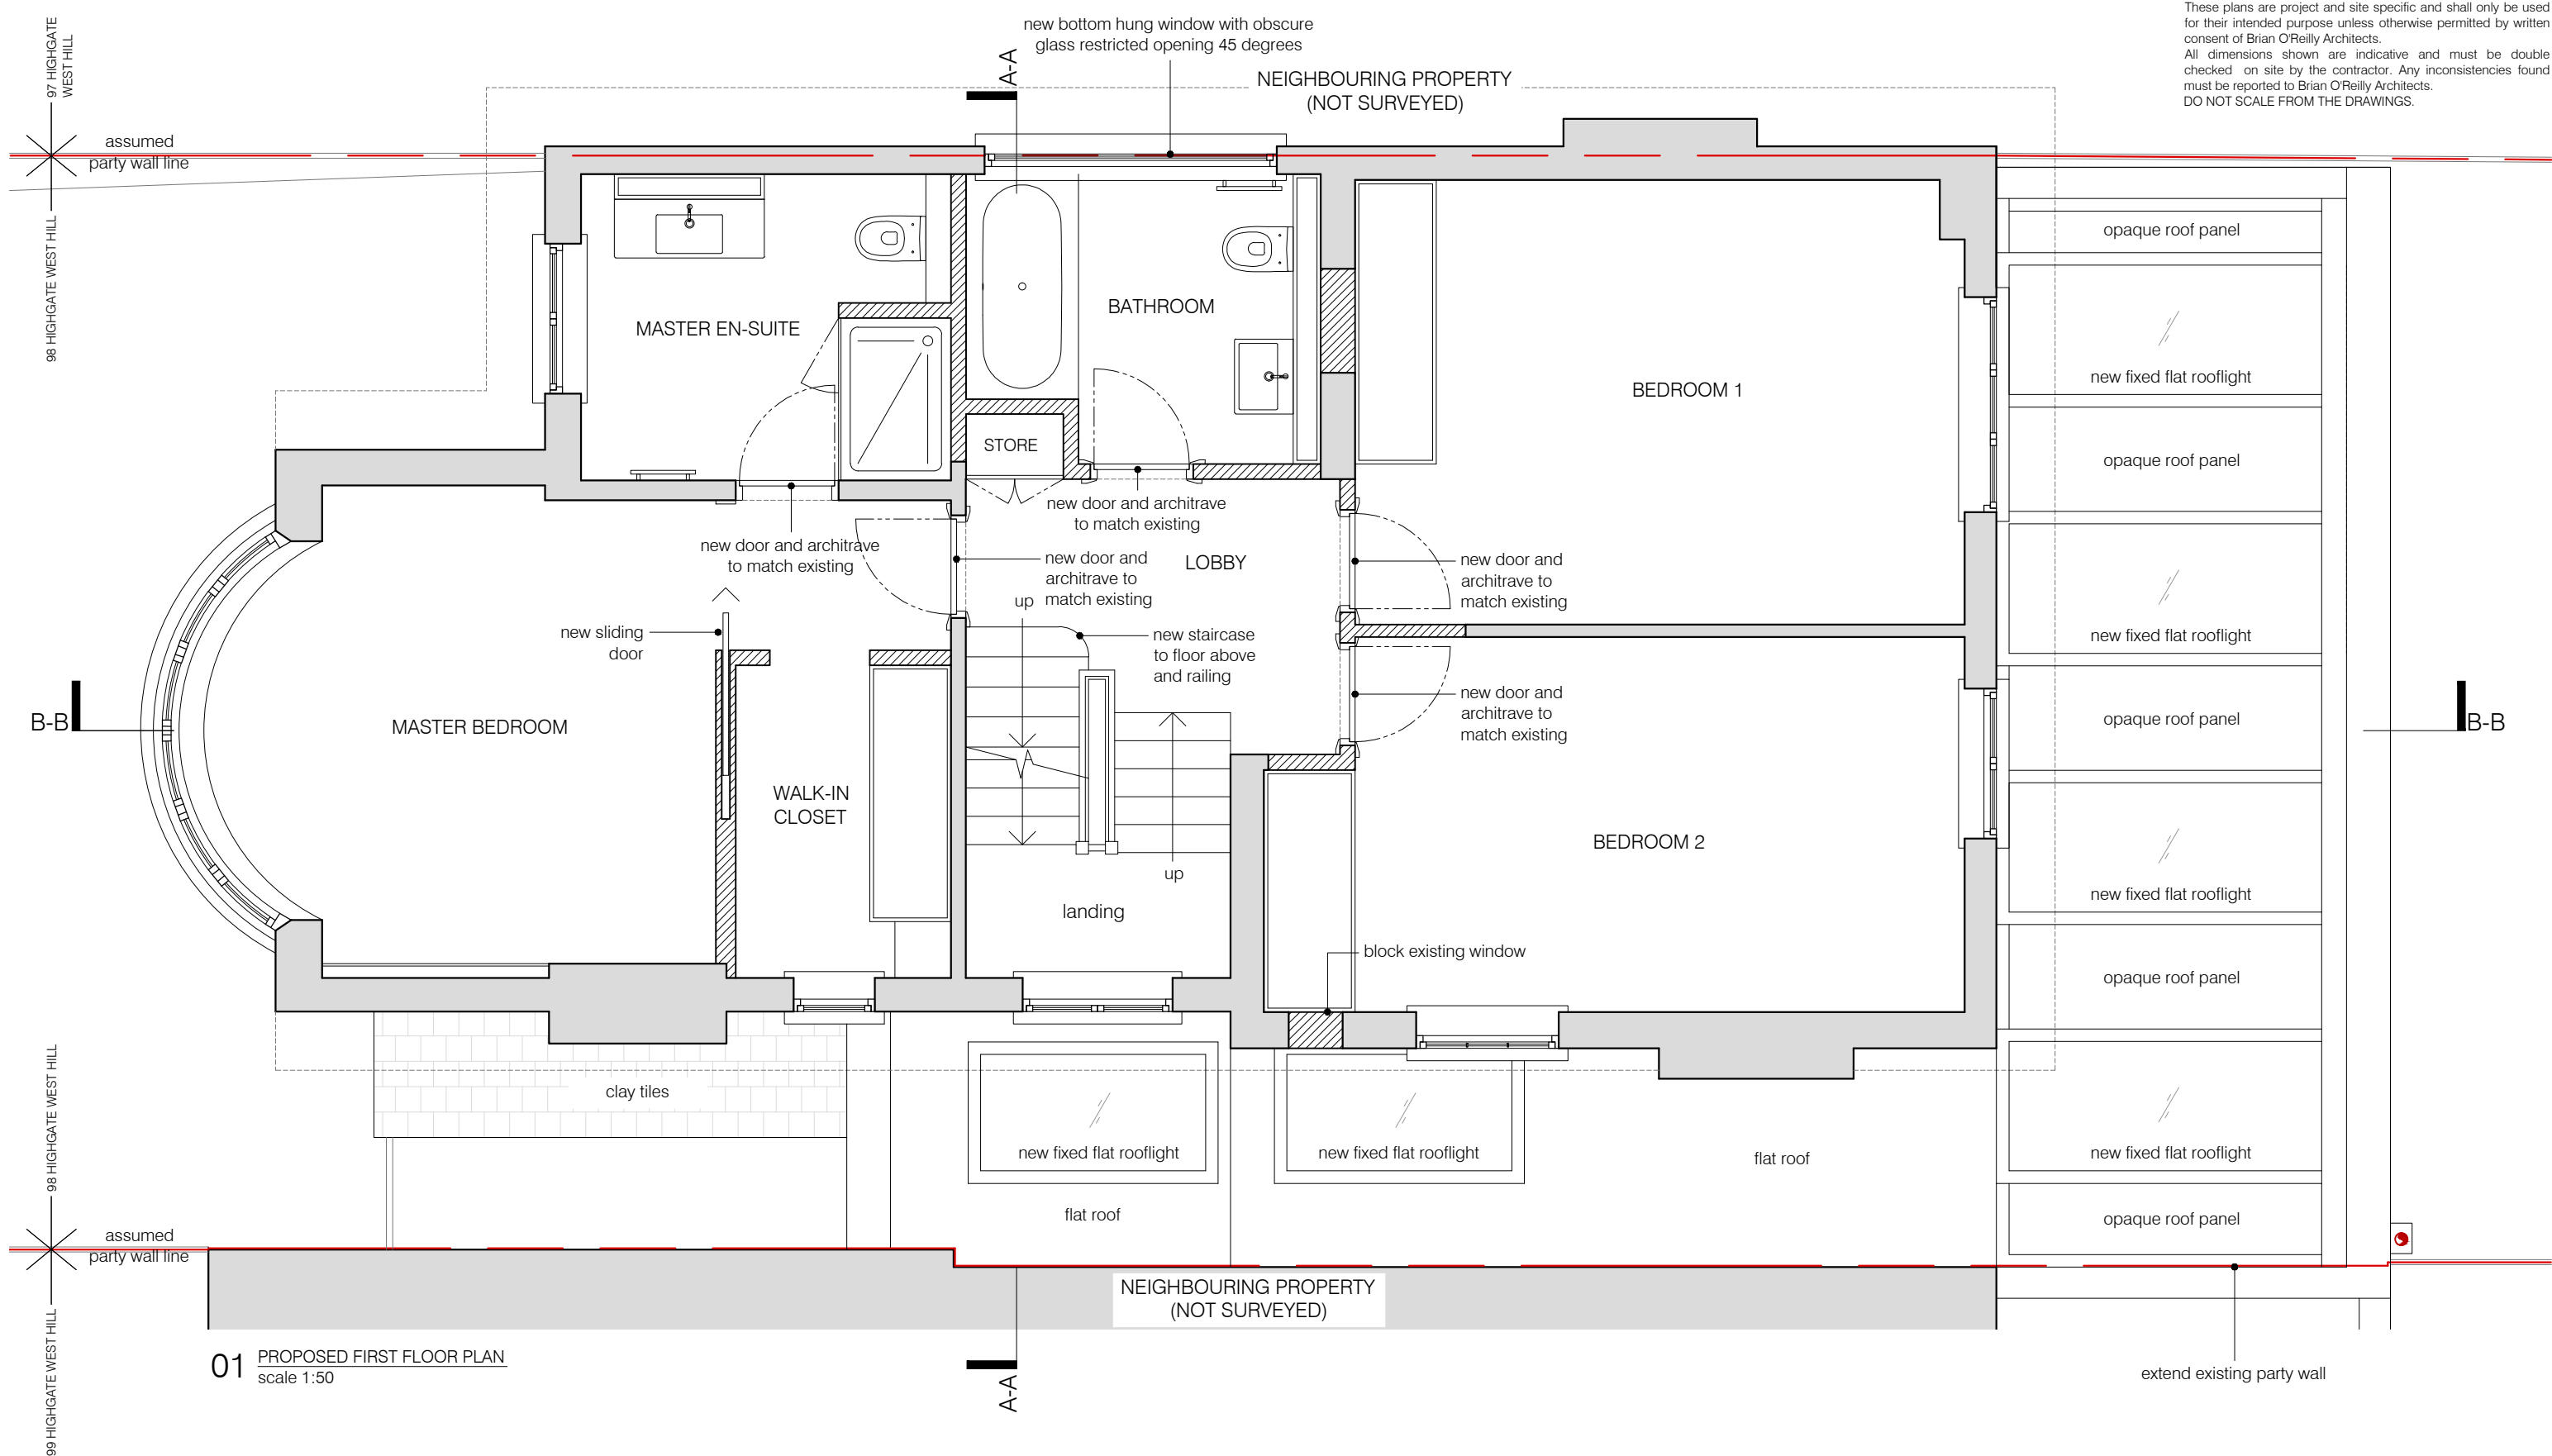 These plans are project and site specific and shall only be used
for their intended purpose unless otherwise permitted by written
consent of Brian O'Reilly Architects.
All dimensions shown are indicative and must be double
checked on site by the contractor. Any inconsistencies found
must be reported to Brian O'Reilly Architects.
DO NOT SCALE FROM THE DRAWINGS.
97 HIGHGATE
WEST HILL
assumed
party wall line
98 HIGHGATE WEST HILL
new bottom hung window with obscure
glass restricted opening 45 degrees
A-A
NEIGHBOURING PROPERTY
(NOT SURVEYED)
MASTER EN-SUITE
BATHROOM
STORE
BEDROOM 1
new door and architrave
to match existing
new door and architrave
to match existing
new door and
architrave to
match existing
LOBBY
new door and
architrave to
match existing
up
new sliding
door
new staircase
to floor above
and railing
new door and
architrave to
match existing
B-B
MASTER BEDROOM
WALK-IN
CLOSET
up
landing
BEDROOM 2
block existing window
B-B
opaque roof panel
new fixed flat rooflight
opaque roof panel
new fixed flat rooflight
opaque roof panel
new fixed flat rooflight
opaque roof panel
new fixed flat rooflight
opaque roof panel
clay tiles
new fixed flat rooflight
new fixed flat rooflight
flat roof
flat roof
98 HIGHGATE WEST HILL
assumed
party wall line
99 HIGHGATE WEST HILL
NEIGHBOURING PROPERTY
(NOT SURVEYED)
extend existing party wall
A-A
01 PROPOSED FIRST FLOOR PLAN
scale 1:50